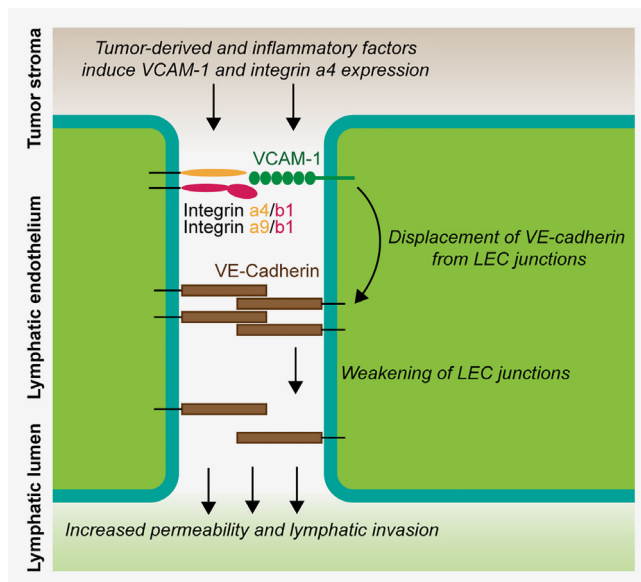 Tumor stroma
Tumor-derived and inflammatory factors
induce VCAM-1 and integrin a4 expression
VCAM-1
Integrin a4/b1
Integrin a9/b1
Lymphatic endothelium
Displacement of VE-cadherin
from LEC junctions
VE-Cadherin
Weakening of LEC junctions
Lymphatic lumen
Increased permeability and lymphatic invasion